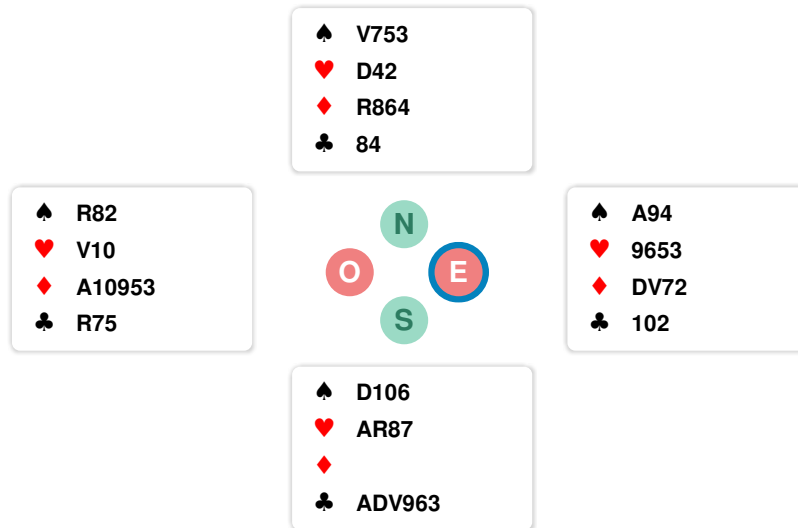 ♠ V753
♥ D42
♦ R864
♣ 84
♠ R82
♥ V10
♦ A10953
♣ R75
N
O
E
S
♠ A94
♥ 9653
♦ DV72
♣ 102
♠ D106
♥ AR87
♦
♣ ADV963